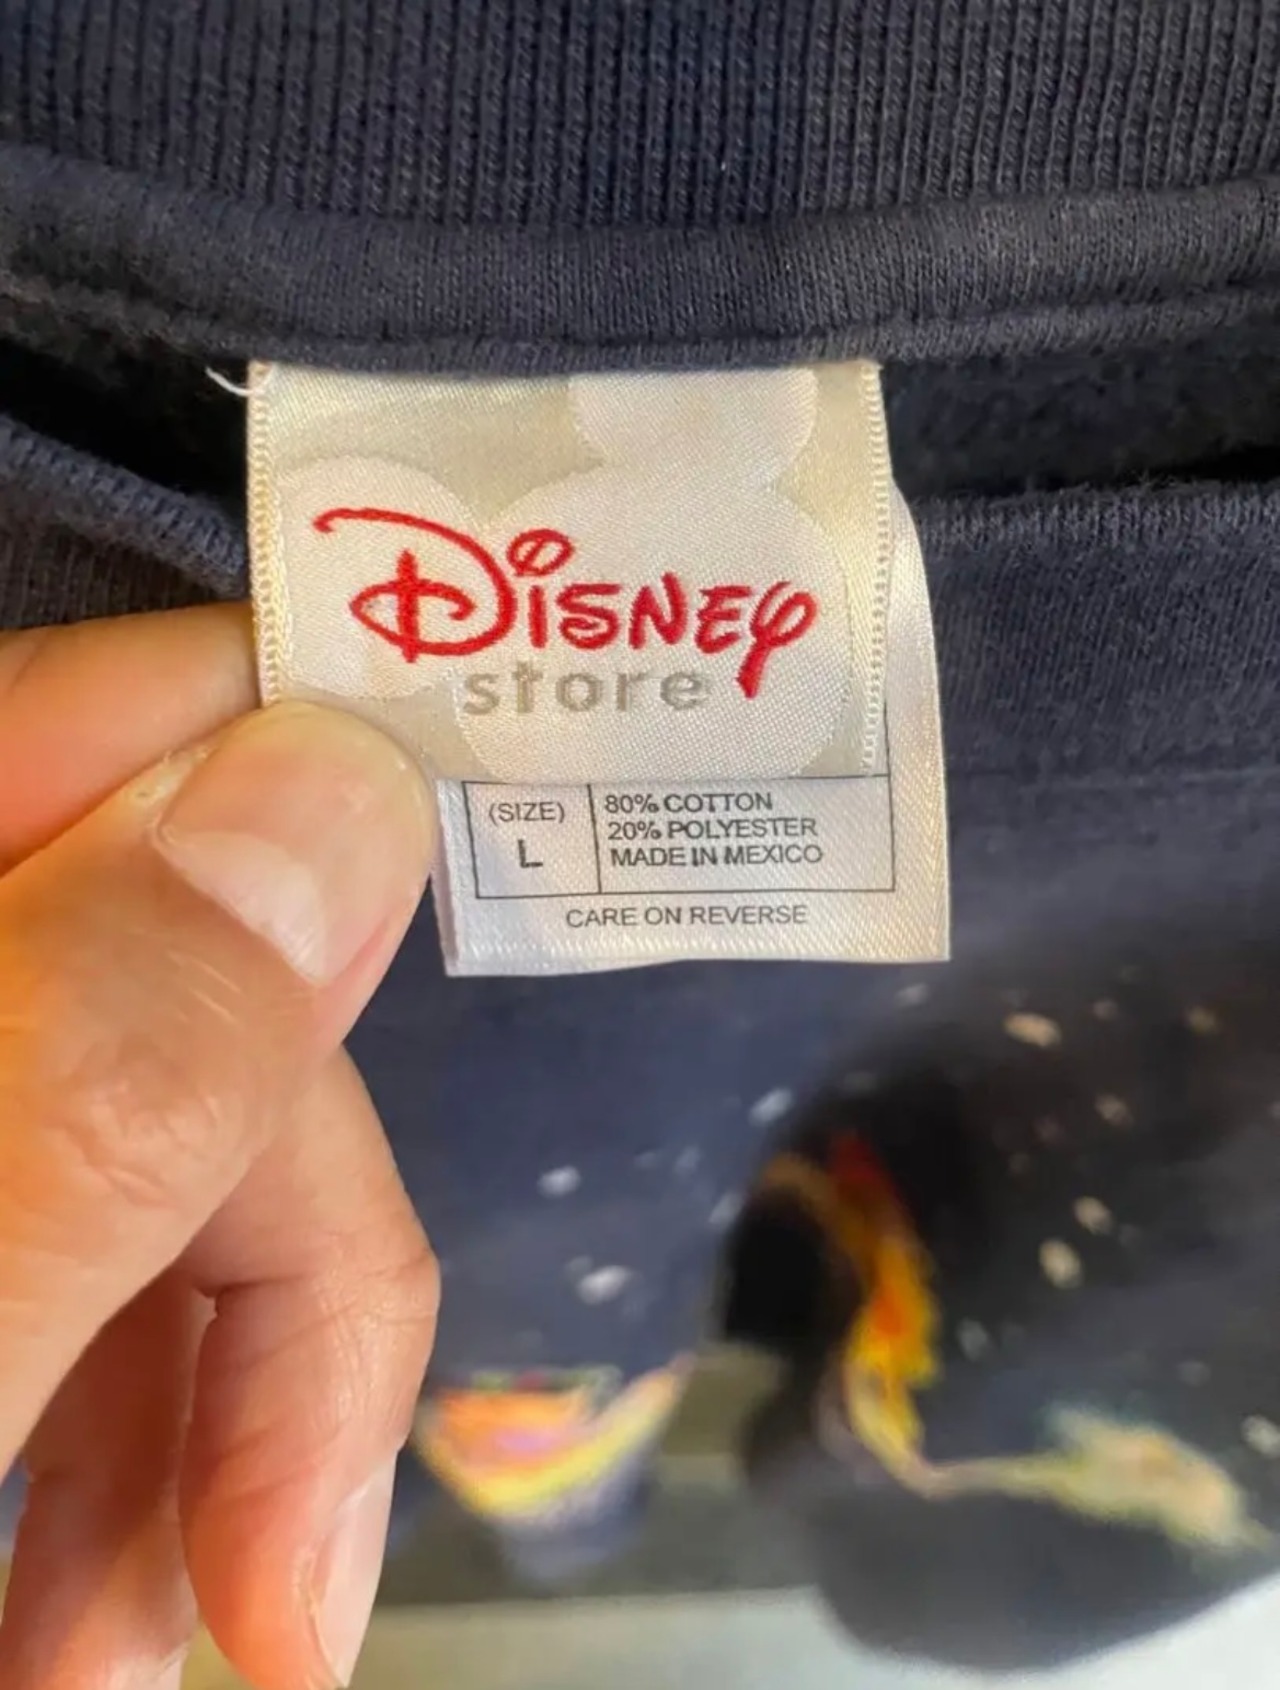 Disney
store
(SIZE)
L
80% COTTON
20% POLYESTER
MADE IN MEXICO
CARE ON REVERSE